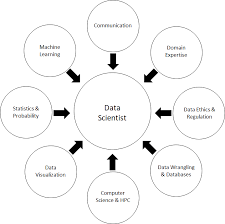 Communication
Machine
Learning
Domain
Expertise
Statistics &
Probability
Data
Scientist
Data Ethics &
Regulation
Data
Visualization
Data Wrangling
& Databases
Computer
Science & HPC